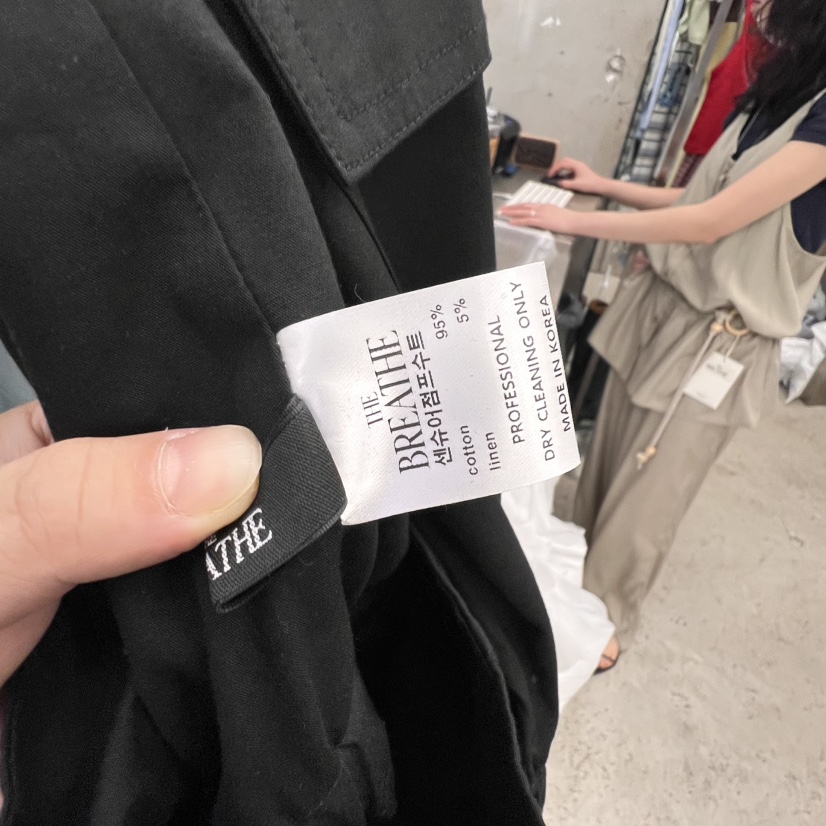 THE
BREATHE
센슈어점프수트
cotton 95%
linen 5%
PROFESSIONAL
DRY CLEANING ONLY
MADE IN KOREA
ATHE